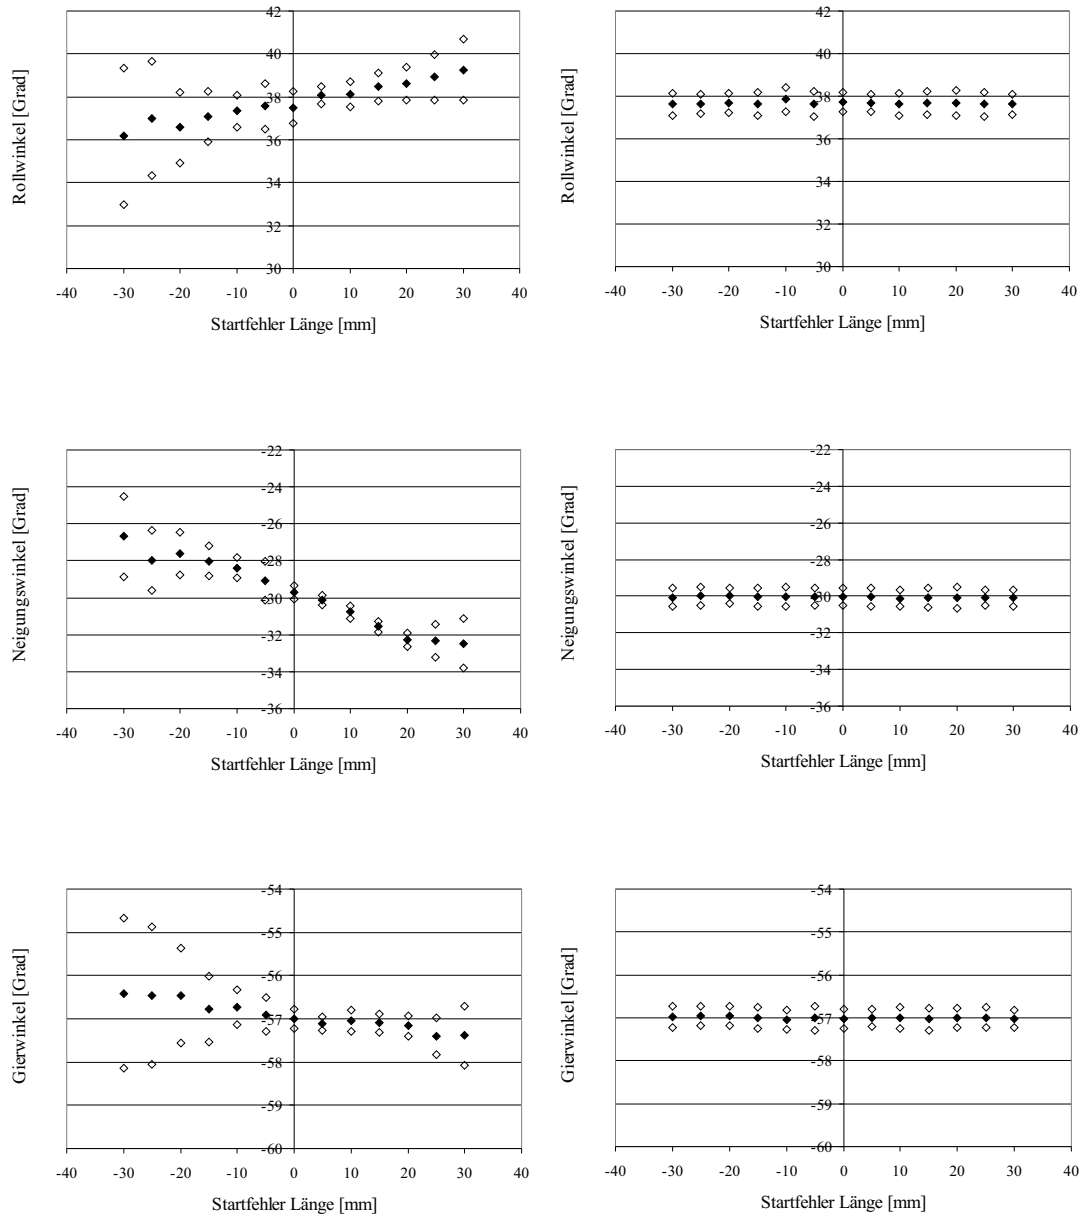 42
40
38
36
34
32
30
-40 -30 -20 -10 0 10 20 30 40
Rollwinkel [Grad]
Startfehler Länge [mm]
42
40
38
36
34
32
30
-40 -30 -20 -10 0 10 20 30 40
Rollwinkel [Grad]
Startfehler Länge [mm]
-22
-24
-26
-28
-30
-32
-34
-36
-40 -30 -20 -10 0 10 20 30 40
Neigungswinkel [Grad]
Startfehler Länge [mm]
-22
-24
-26
-28
-30
-32
-34
-36
-40 -30 -20 -10 0 10 20 30 40
Neigungswinkel [Grad]
Startfehler Länge [mm]
-54
-55
-56
-57
-58
-59
-60
-40 -30 -20 -10 0 10 20 30 40
Gierwinkel [Grad]
Startfehler Länge [mm]
-54
-55
-56
-57
-58
-59
-60
-40 -30 -20 -10 0 10 20 30 40
Gierwinkel [Grad]
Startfehler Länge [mm]